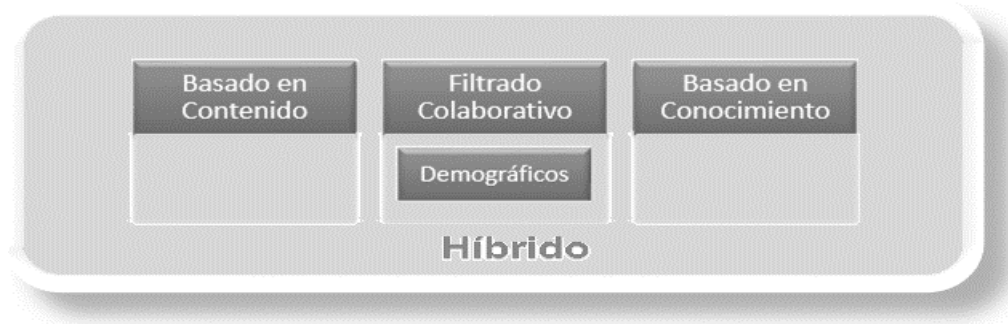 Basado en
Contenido
Filtrado
Colaborativo
Basado en
Conocimiento
Demográficos
Híbrido